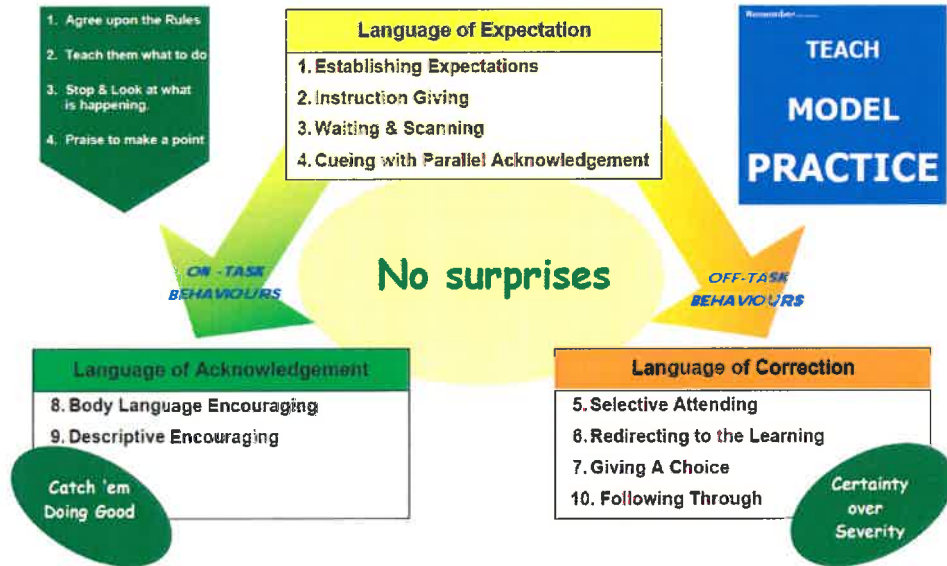 1. Agree upon the Rules
2. Teach them what to do
3. Stop & Look at what
is happening.
4. Praise to make a point
Language of Expectation
1. Establishing Expectations
2. Instruction Giving
3. Waiting & Scanning
4. Cueing with Parallel Acknowledgement
Remember........
TEACH
MODEL
PRACTICE
ON -TASK
BEHAVIOURS
No surprises
OFF-TASK
BEHAVIOURS
Language of Acknowledgement
8. Body Language Encouraging
9. Descriptive Encouraging
Catch 'em
Doing Good
Language of Correction
5. Selective Attending
6. Redirecting to the Learning
7. Giving A Choice
10. Following Through
Certainty
over
Severity